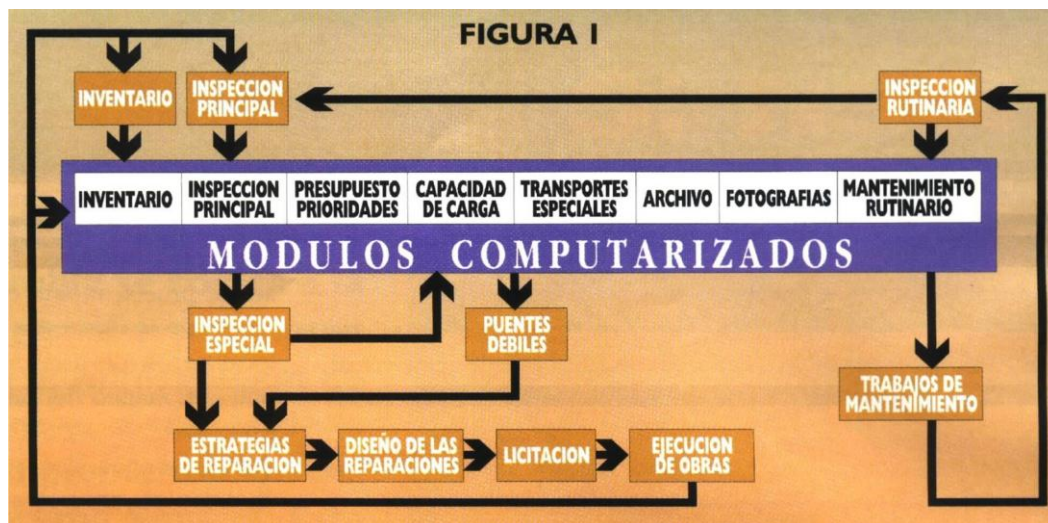 FIGURA I
INVENTARIO
INSPECCION
PRINCIPAL
INSPECCION
RUTINARIA
INVENTARIO
INSPECCION
PRINCIPAL
PRESUPUESTO
PRIORIDADES
CAPACIDAD
DE CARGA
TRANSPORTES
ESPECIALES
ARCHIVO
FOTOGRAFIAS
MANTENIMIENTO
RUTINARIO
MODULOS COMPUTARIZADOS
INSPECCION
ESPECIAL
PUENTES
DEBILES
TRABAJOS DE
MANTENIMIENTO
ESTRATEGIAS
DE REPARACION
DISEÑO DE LAS
REPARACIONES
LICITACION
EJECUCION
DE OBRAS